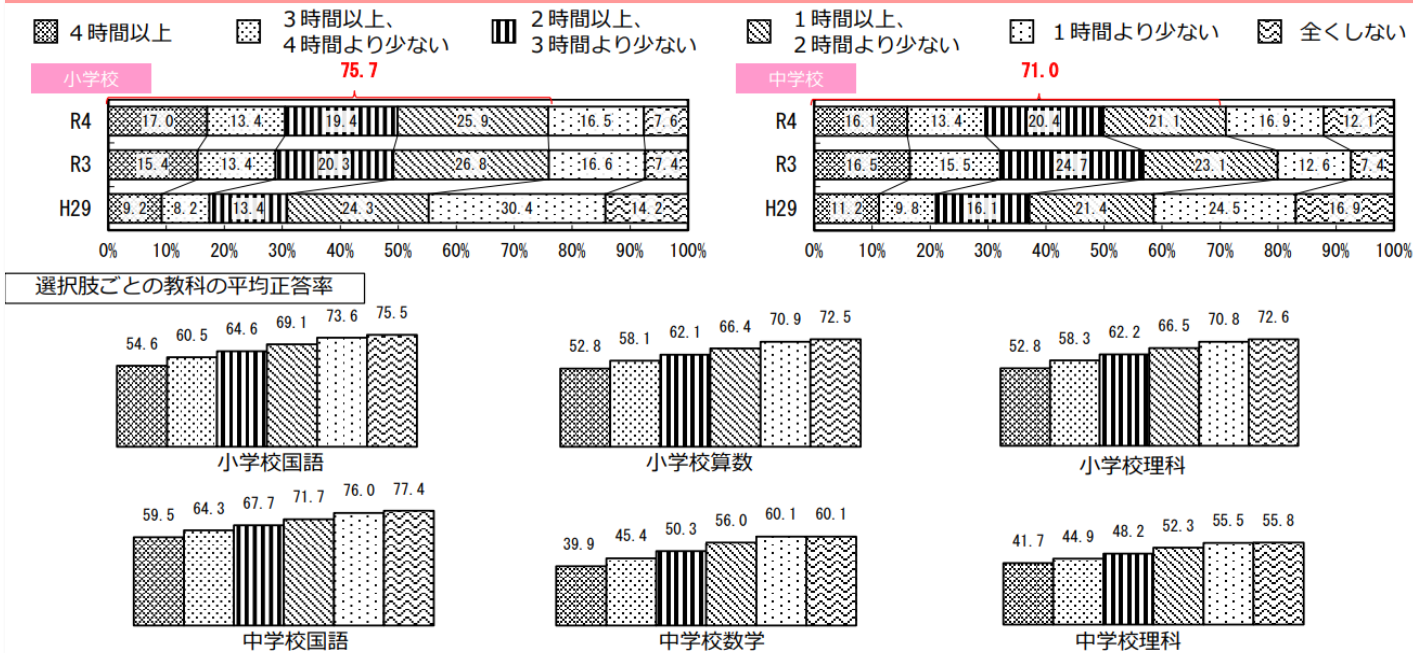 4時間以上
3時間以上、
4時間より少ない
2時間以上、
3時間より少ない
1時間以上、
2時間より少ない
1時間より少ない
全くしない
小学校
75.7
R4 17.0 13.4 19.4 25.9 16.5 7.6
R3 15.4 13.4 20.3 26.8 16.6 7.4
H29 9.2 8.2 13.4 24.3 30.4 14.2
0% 10% 20% 30% 40% 50% 60% 70% 80% 90% 100%
中学校
71.0
R4 16.1 13.4 20.4 21.1 16.9 12.1
R3 16.5 15.5 24.7 23.1 12.6 7.4
H29 11.2 9.8 16.1 21.4 24.5 16.9
0% 10% 20% 30% 40% 50% 60% 70% 80% 90% 100%
選択肢ごとの教科の平均正答率
54.6 60.5 64.6 69.1 73.6 75.5
小学校国語
52.8 58.1 62.1 66.4 70.9 72.5
小学校算数
52.8 58.3 62.2 66.5 70.8 72.6
小学校理科
59.5 64.3 67.7 71.7 76.0 77.4
中学校国語
39.9 45.4 50.3 56.0 60.1 60.1
中学校数学
41.7 44.9 48.2 52.3 55.5 55.8
中学校理科